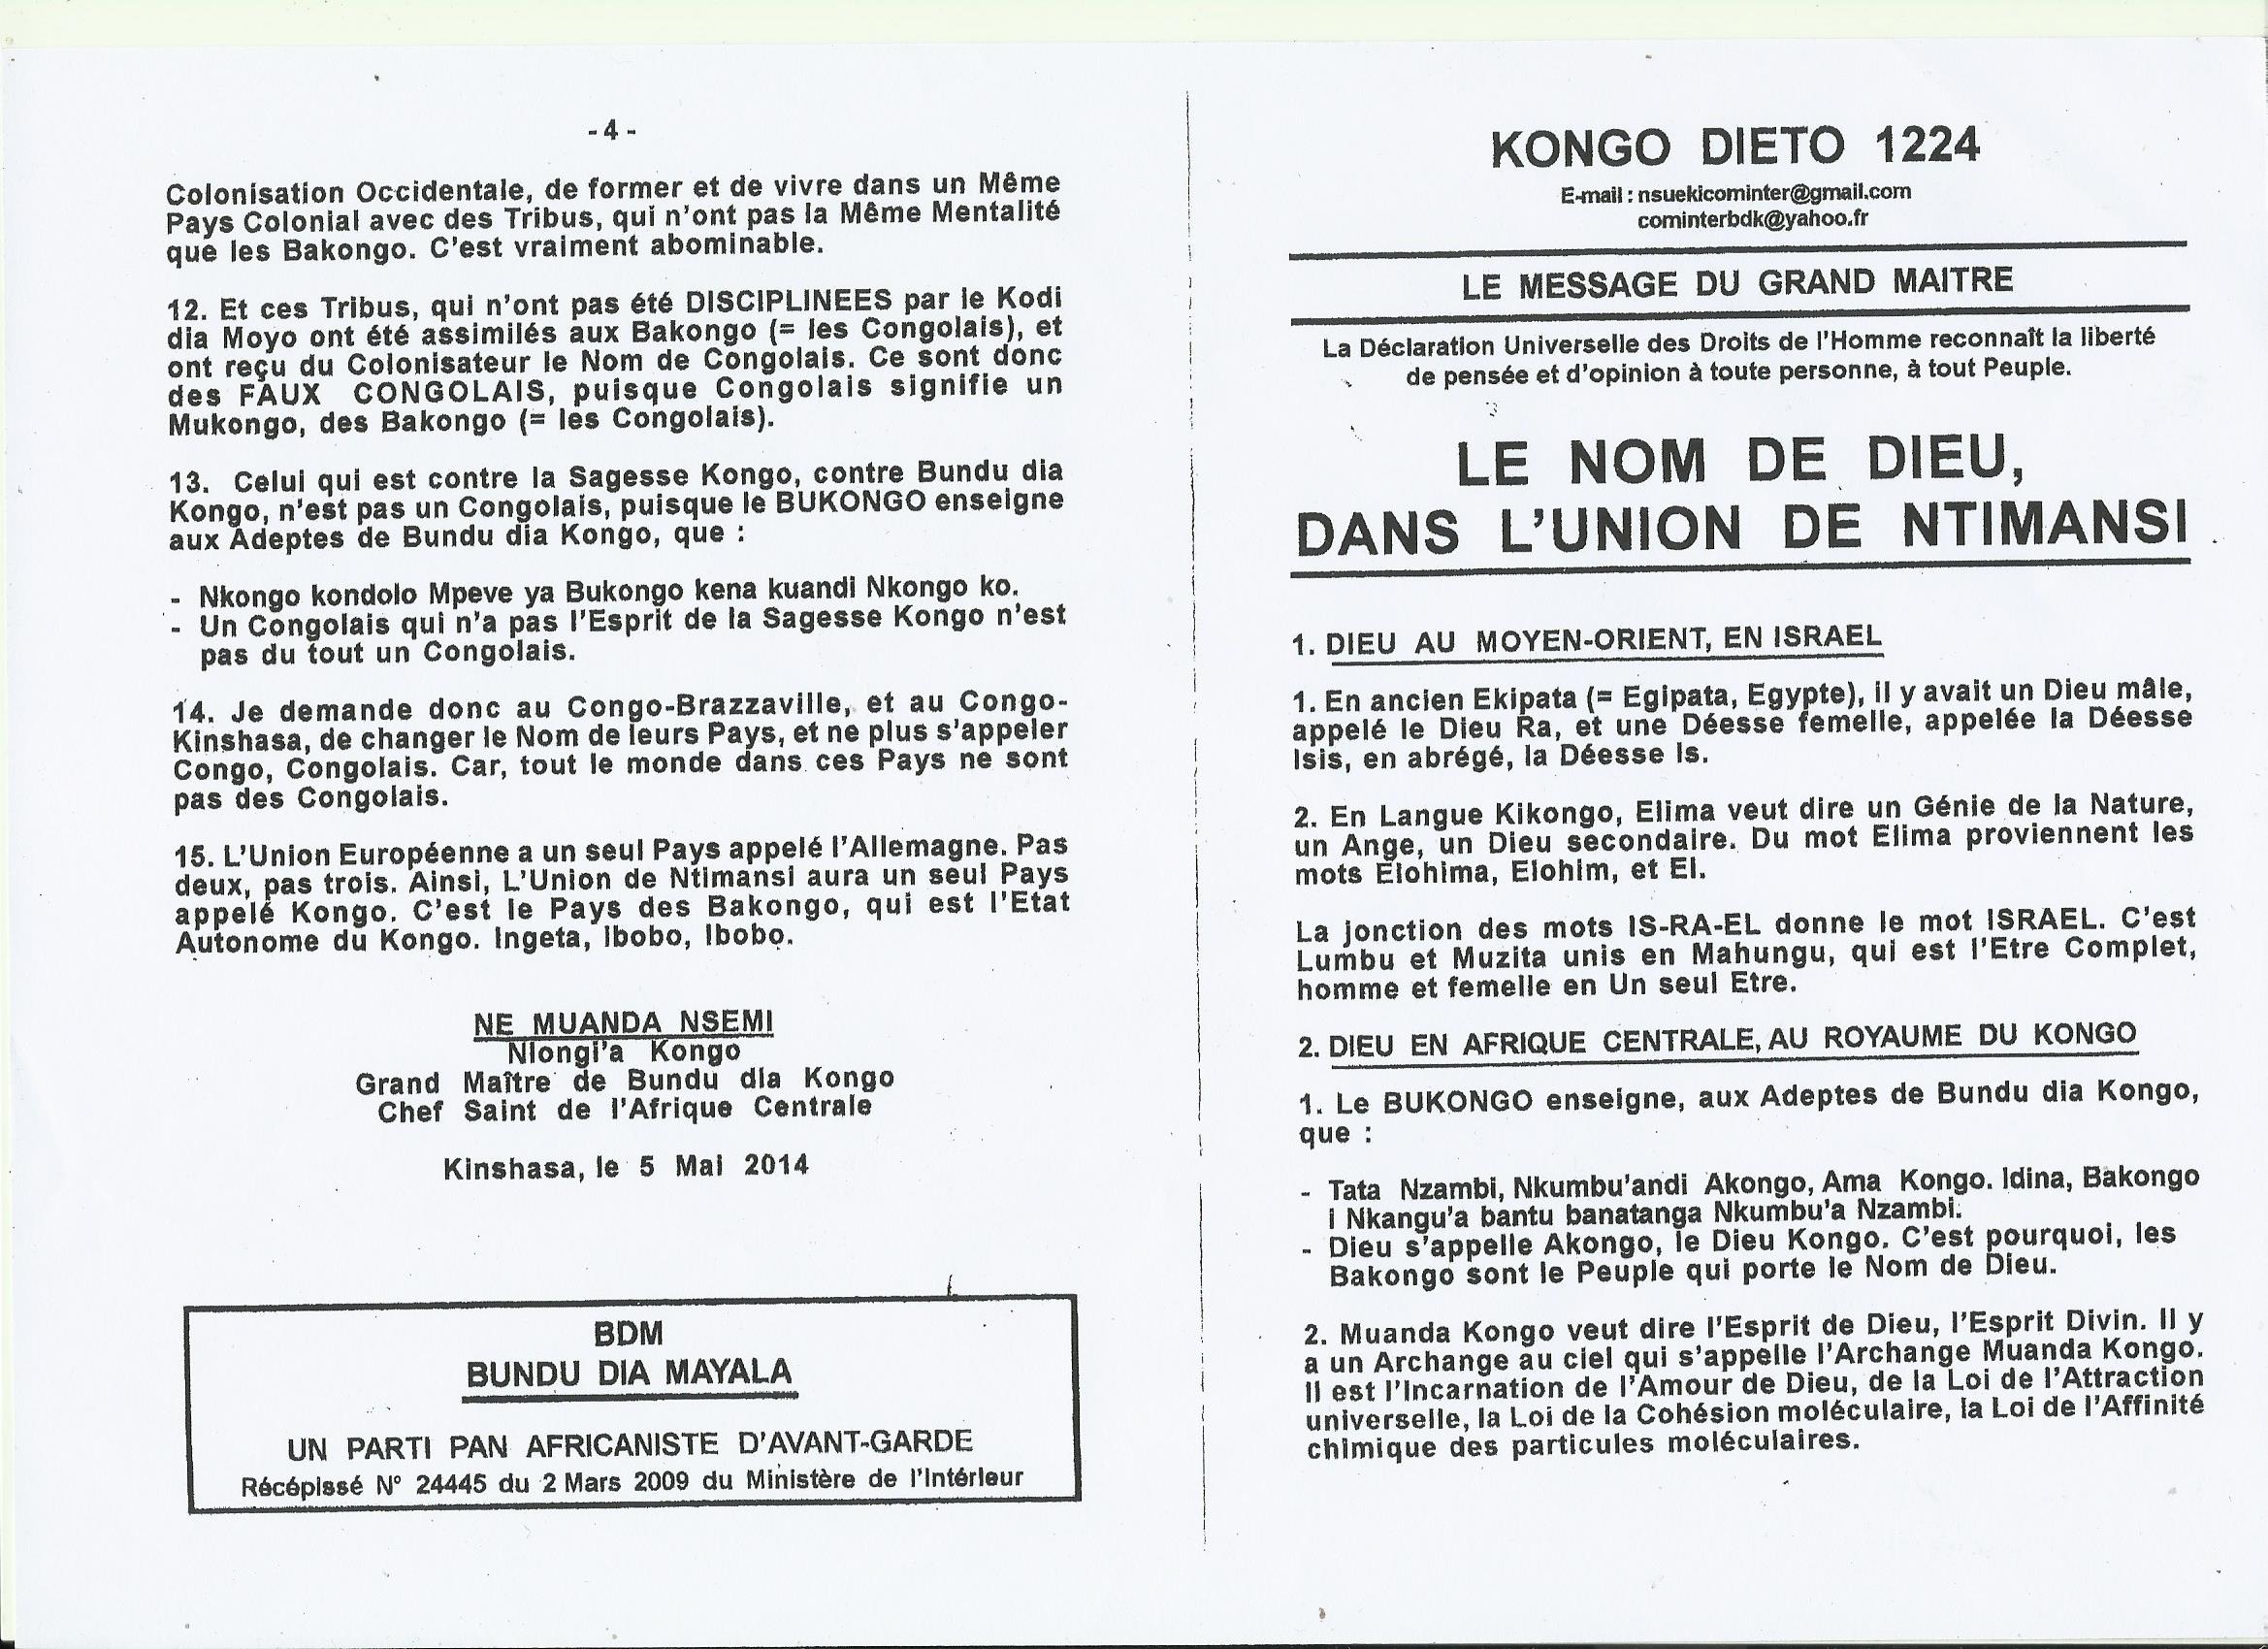 - 4 -
Colonisation Occidentale, de former et de vivre dans un Même
Pays Colonial avec des Tribus, qui n'ont pas la Même Mentalité
que les Bakongo. C'est vraiment abominable.
12. Et ces Tribus, qui n'ont pas été DISCIPLINEES par le Kodi
dia Moyo ont été assimilés aux Bakongo (= les Congolais), et
ont reçu du Colonisateur le Nom de Congolais. Ce sont donc
des FAUX CONGOLAIS, puisque Congolais signifie un
Mukongo, des Bakongo (= les Congolais).
13. Celui qui est contre la Sagesse Kongo, contre Bundu dia
Kongo, n'est pas un Congolais, puisque le BUKONGO enseigne
aux Adeptes de Bundu dia Kongo, que :
- Nkongo kondolo Mpeve ya Bukongo kena kuandi Nkongo ko.
- Un Congolais qui n'a pas l'Esprit de la Sagesse Kongo n'est
pas du tout un Congolais.
14. Je demande donc au Congo-Brazzaville, et au Congo-
Kinshasa, de changer le Nom de leurs Pays, et ne plus s'appeler
Congo, Congolais. Car, tout le monde dans ces Pays ne sont
pas des Congolais.
15. L'Union Européenne a un seul Pays appelé l'Allemagne. Pas
deux, pas trois. Ainsi, L'Union de Ntimansi aura un seul Pays
appelé Kongo. C'est le Pays des Bakongo, qui est l'Etat
Autonome du Kongo. Ingeta, Ibobo, Ibobo.
NE MUANDA NSEMI
Nlongi'a Kongo
Grand Maître de Bundu dia Kongo
Chef Saint de l'Afrique Centrale
Kinshasa, le 5 Mai 2014
BDM
BUNDU DIA MAYALA
UN PARTI PAN AFRICANISTE D'AVANT-GARDE
Récépissé N° 24445 du 2 Mars 2009 du Ministère de l'Intérieur
KONGO DIETO 1224
E-mail : nsuekicominter@gmail.com
cominterbdk@yahoo.fr
LE MESSAGE DU GRAND MAITRE
La Déclaration Universelle des Droits de l'Homme reconnaît la liberté
de pensée et d'opinion à toute personne, à tout Peuple.
LE NOM DE DIEU,
DANS L'UNION DE NTIMANSI
1. DIEU AU MOYEN-ORIENT, EN ISRAEL
1. En ancien Ekipata (= Egipata, Egypte), il y avait un Dieu mâle,
appelé le Dieu Ra, et une Déesse femelle, appelée la Déesse
Isis, en abrégé, la Déesse Is.
2. En Langue Kikongo, Elima veut dire un Génie de la Nature,
un Ange, un Dieu secondaire. Du mot Elima proviennent les
mots Elohima, Elohim, et El.
La jonction des mots IS-RA-EL donne le mot ISRAEL. C'est
Lumbu et Muzita unis en Mahungu, qui est l'Etre Complet,
homme et femelle en Un seul Etre.
2. DIEU EN AFRIQUE CENTRALE, AU ROYAUME DU KONGO
1. Le BUKONGO enseigne, aux Adeptes de Bundu dia Kongo,
que :
- Tata Nzambi, Nkumbu'andi Akongo, Ama Kongo. Idina, Bakongo
i Nkangu'a bantu banatanga Nkumbu'a Nzambi.
- Dieu s'appelle Akongo, le Dieu Kongo. C'est pourquoi, les
Bakongo sont le Peuple qui porte le Nom de Dieu.
2. Muanda Kongo veut dire l'Esprit de Dieu, l'Esprit Divin. Il y
a un Archange au ciel qui s'appelle l'Archange Muanda Kongo.
Il est l'Incarnation de l'Amour de Dieu, de la Loi de l'Attraction
universelle, la Loi de la Cohésion moléculaire, la Loi de l'Affinité
chimique des particules moléculaires.